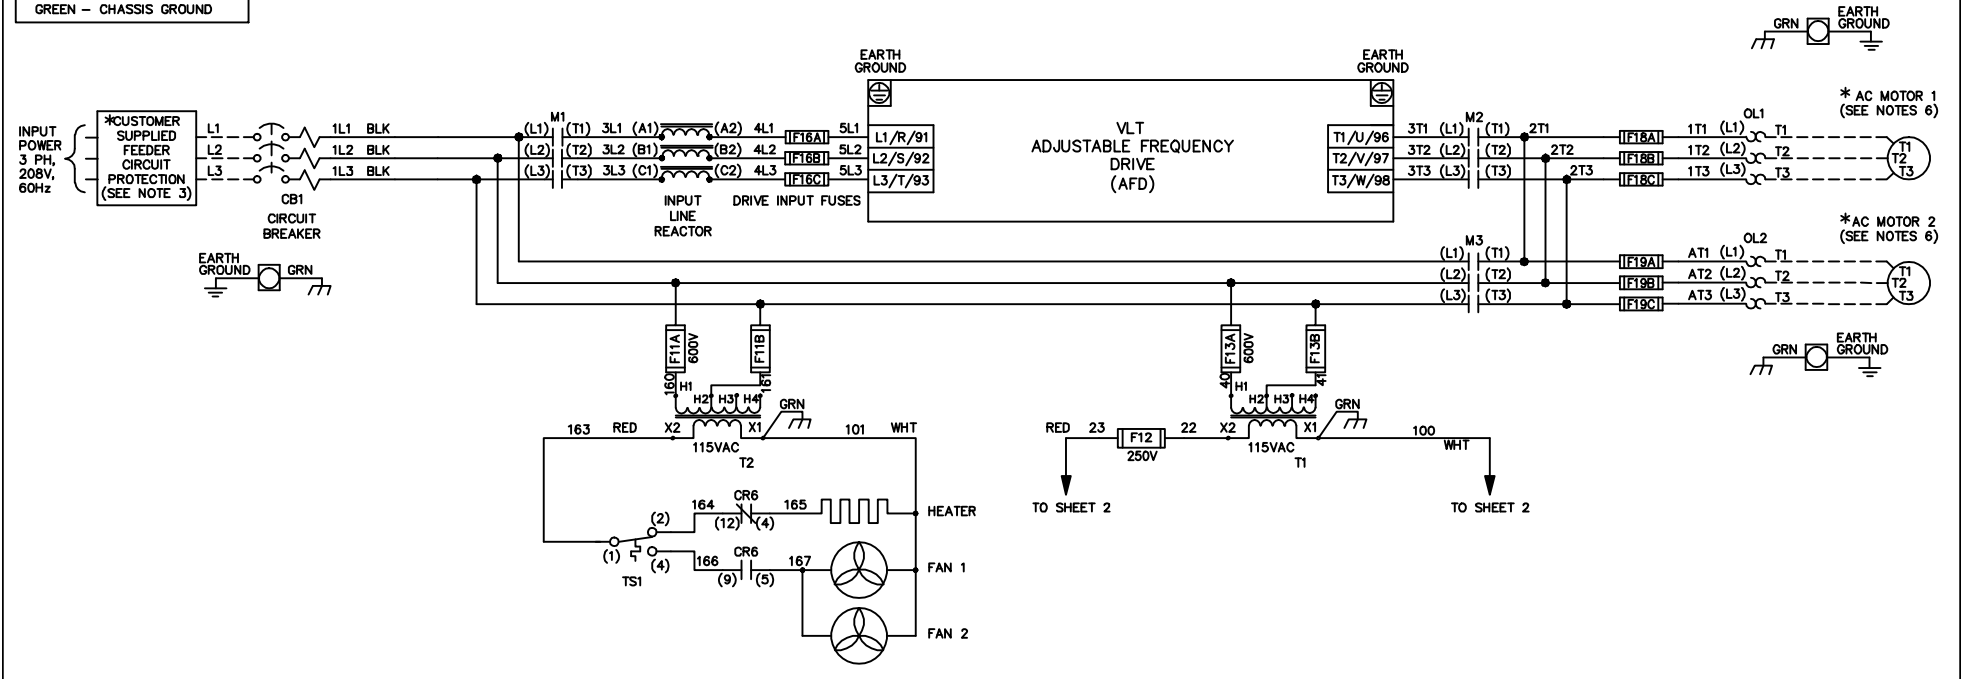 GREEN – CHASSIS GROUND
GRN
EARTH
GROUND
EARTH
GROUND
EARTH
GROUND
VLT
ADJUSTABLE FREQUENCY
DRIVE
(AFD)
INPUT
POWER
3 PH,
208V,
60Hz
*CUSTOMER
SUPPLIED
FEEDER
CIRCUIT
PROTECTION
(SEE NOTE 3)
L1
L2
L3
CB1
CIRCUIT
BREAKER
1L1 BLK
1L2 BLK
1L3 BLK
M1
(L1) (T1) 3L1 (A1) (A2) 4L1 F16A 5L1 L1/R/91
(L2) (T2) 3L2 (B1) (B2) 4L2 F16B 5L2 L2/S/92
(L3) (T3) 3L3 (C1) (C2) 4L3 F16C 5L3 L3/T/93
INPUT
LINE
REACTOR
DRIVE INPUT FUSES
M2
T1/U/96 3T1 (L1) (T1) 2T1 F18A 1T1 (L1) T1
T2/V/97 3T2 (L2) (T2) 2T2 F18B 1T2 (L2) T2
T3/W/98 3T3 (L3) (T3) 2T3 F18C 1T3 (L3) T3
OL1
* AC MOTOR 1
(SEE NOTES 6)
T1
T2
T3
M3
(L1) (T1) F19A AT1 (L1) T1
(L2) (T2) F19B AT2 (L2) T2
(L3) (T3) F19C AT3 (L3) T3
OL2
*AC MOTOR 2
(SEE NOTES 6)
T1
T2
T3
EARTH
GROUND
GRN
GRN
EARTH
GROUND
F11A
600V
F11B
160
161
H1
H2 H3 H4
GRN
163 RED X2 X1 101 WHT
115VAC
T2
F13A
600V
F13B
40
41
H1
H2 H3 H4
GRN
RED 23 F12 22 X2 X1 100
WHT
250V
115VAC
T1
TO SHEET 2
TO SHEET 2
164 CR6 165
(12) (4)
HEATER
(2)
(1)
(4)
TS1
166 CR6 167
(9) (5)
FAN 1
FAN 2